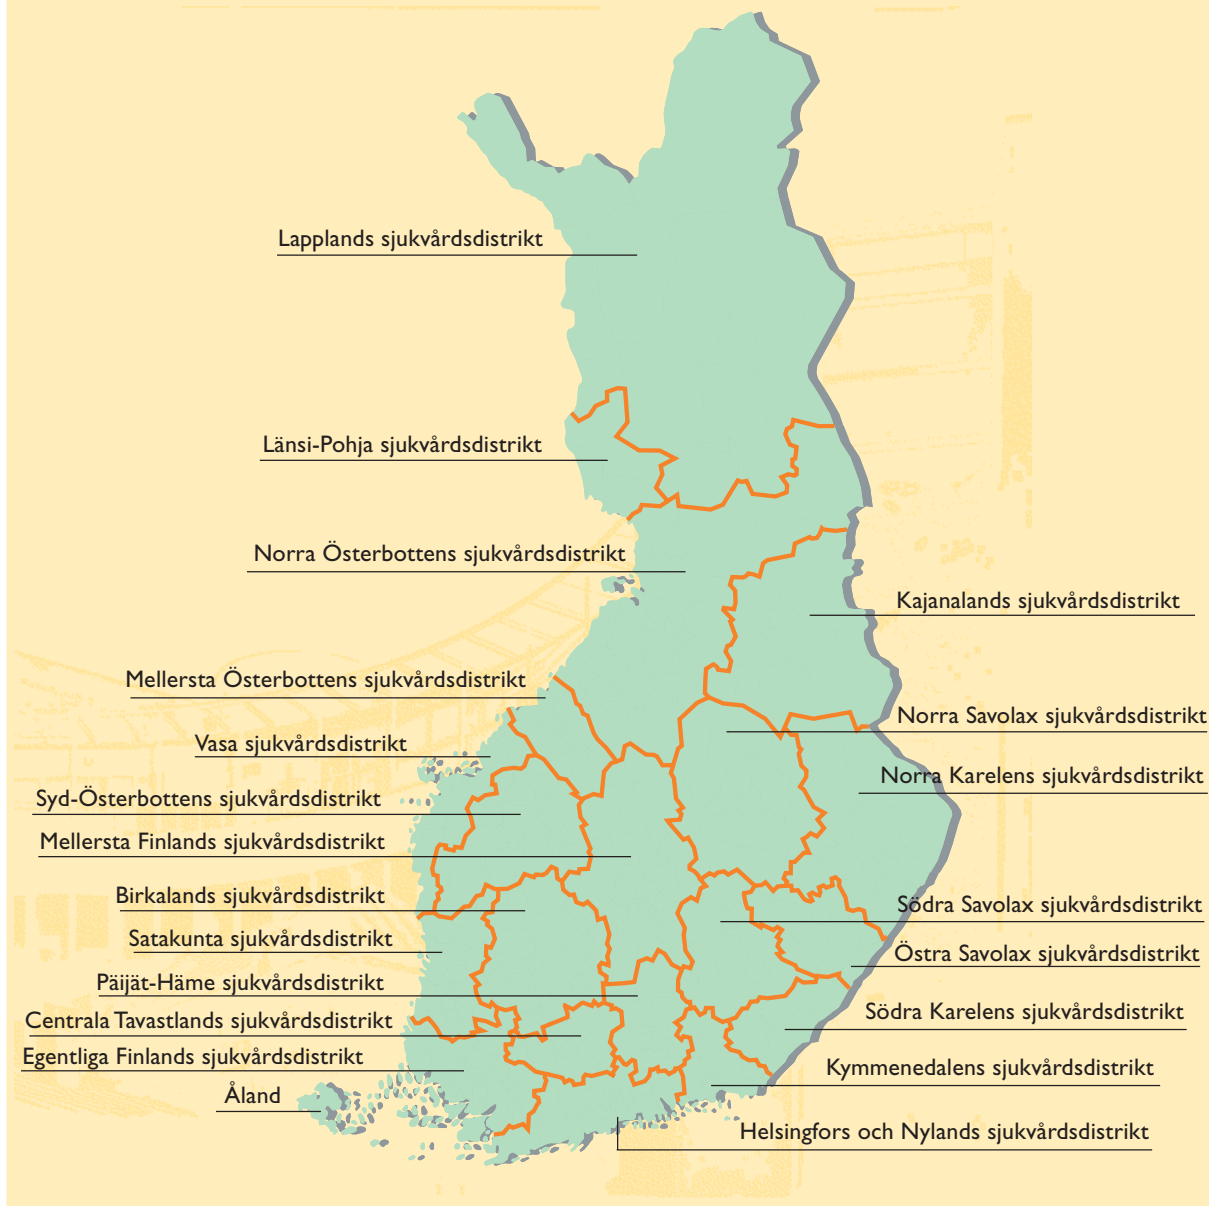 Lapplands sjukvårdsdistrikt
Länsi-Pohja sjukvårdsdistrikt
Norra Österbottens sjukvårdsdistrikt
Kajanalands sjukvårdsdistrikt
Mellersta Österbottens sjukvårdsdistrikt
Norra Savolax sjukvårdsdistrikt
Vasa sjukvårdsdistrikt
Norra Karelens sjukvårdsdistrikt
Syd-Österbottens sjukvårdsdistrikt
Mellersta Finlands sjukvårdsdistrikt
Birkalands sjukvårdsdistrikt
Södra Savolax sjukvårdsdistrikt
Satakunta sjukvårdsdistrikt
Östra Savolax sjukvårdsdistrikt
Päijät-Häme sjukvårdsdistrikt
Södra Karelens sjukvårdsdistrikt
Centrala Tavastlands sjukvårdsdistrikt
Egentliga Finlands sjukvårdsdistrikt
Kymmenedalens sjukvårdsdistrikt
Åland
Helsingfors och Nylands sjukvårdsdistrikt